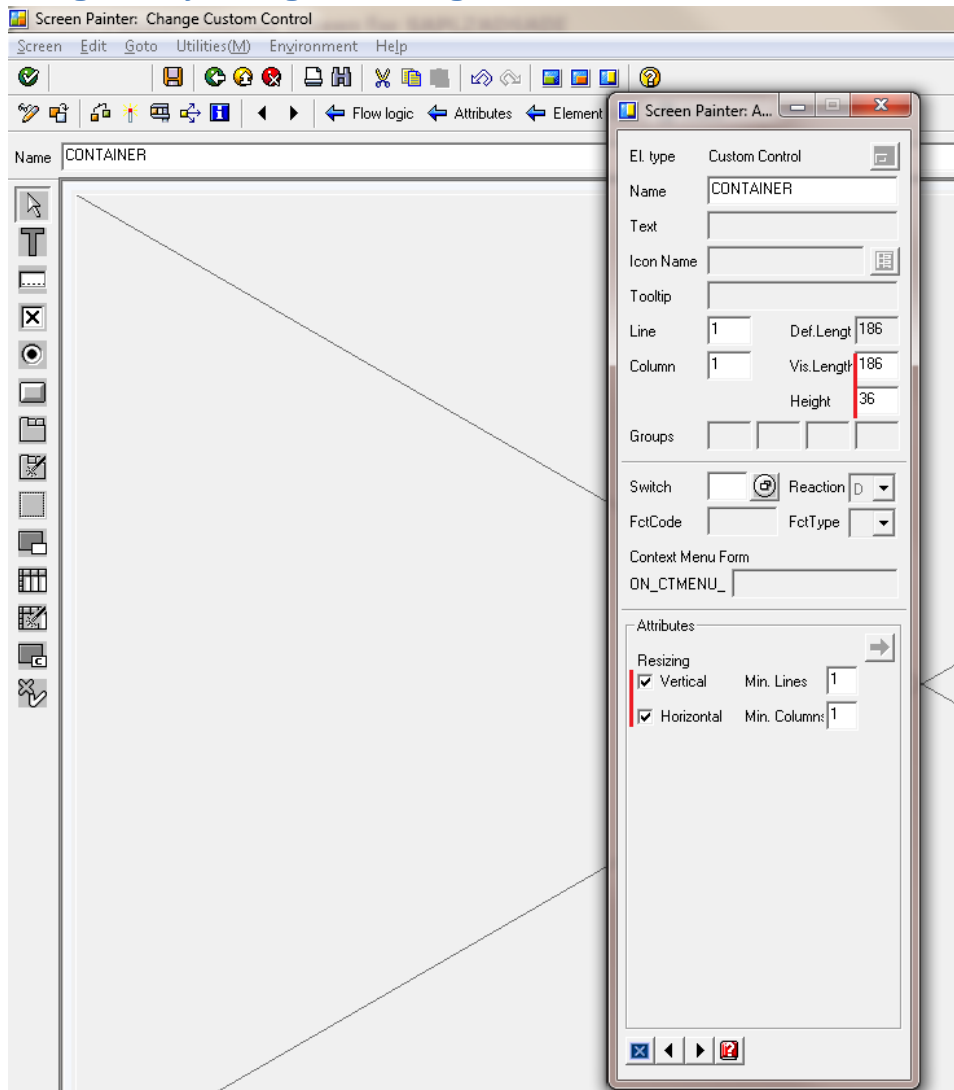 Screen Painter: Change Custom Control
Screen Edit Goto Utilities(M) Environment Help
Flow logic Attributes Element
Name CONTAINER
Screen Painter: A...
El. type Custom Control
Name CONTAINER
Text
Icon Name
Tooltip
Line 1 Def.Lengt 186
Column 1 Vis.Length 186
Height 36
Groups
Switch Reaction D
FctCode FctType
Context Menu Form
ON_CTMENU_
Attributes
Resizing
Vertical Min. Lines 1
Horizontal Min. Columns 1
T
C